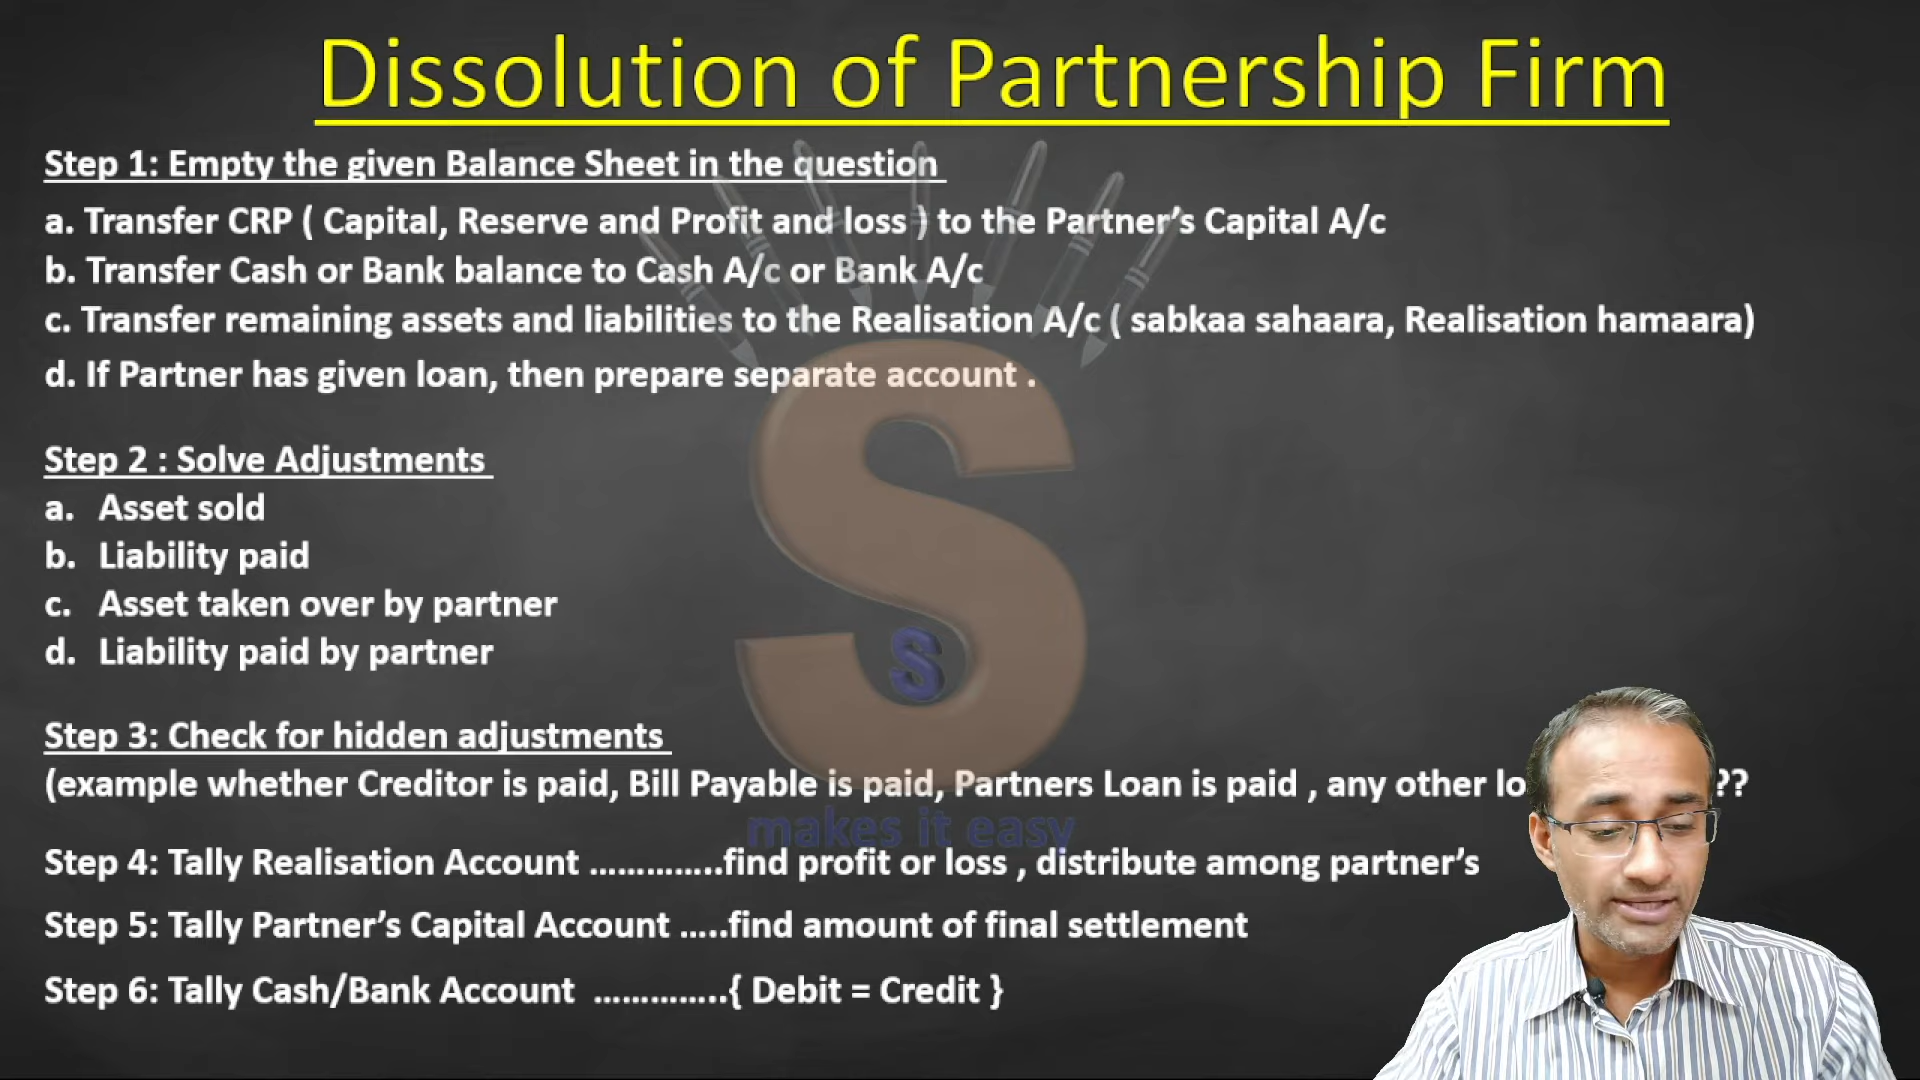 Dissolution of Partnership Firm
Step 1: Empty the given Balance Sheet in the question
a. Transfer CRP ( Capital, Reserve and Profit and loss ) to the Partner’s Capital A/c
b. Transfer Cash or Bank balance to Cash A/c or Bank A/c
c. Transfer remaining assets and liabilities to the Realisation A/c ( sabkaa sahaara, Realisation hamaara)
d. If Partner has given loan, then prepare separate account .
Step 2 : Solve Adjustments
a. Asset sold
b. Liability paid
c. Asset taken over by partner
d. Liability paid by partner
S
S
Step 3: Check for hidden adjustments
(example whether Creditor is paid, Bill Payable is paid, Partners Loan is paid , any other ??
makes it easy
Step 4: Tally Realisation Account …………..find profit or loss , distribute among partner’s
Step 5: Tally Partner’s Capital Account …..find amount of final settlement
Step 6: Tally Cash/Bank Account …………..{ Debit = Credit }